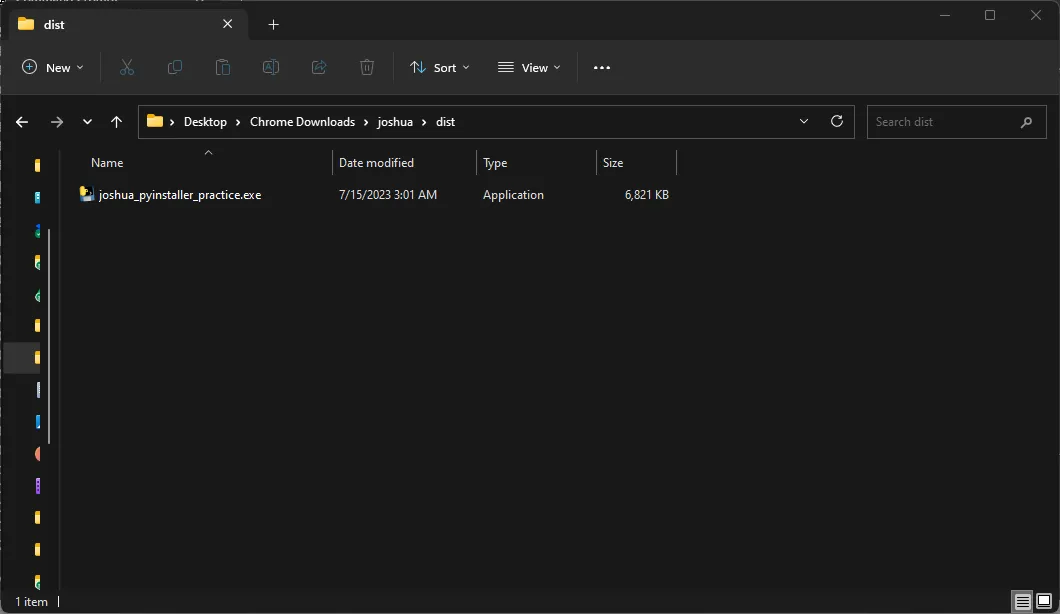 dist
New
Sort
View
Desktop > Chrome Downloads > joshua > dist
Search dist
Name
Date modified
Type
Size
joshua_pyinstaller_practice.exe
7/15/2023 3:01 AM
Application
6,821 KB
1 item